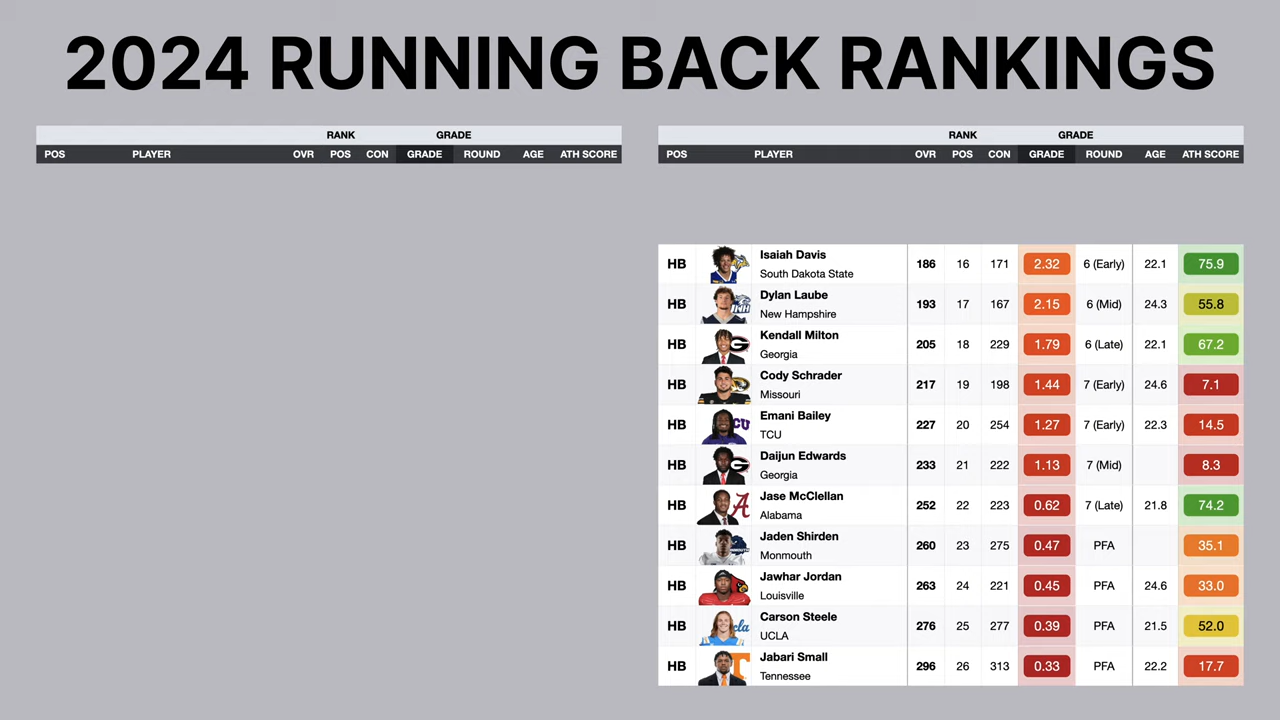 2024 RUNNING BACK RANKINGS
RANK GRADE
POS PLAYER OVR POS CON GRADE ROUND AGE ATH SCORE
RANK GRADE
POS PLAYER OVR POS CON GRADE ROUND AGE ATH SCORE
HB Isaiah Davis South Dakota State 186 16 171 2.32 6 (Early) 22.1 75.9
HB Dylan Laube New Hampshire 193 17 167 2.15 6 (Mid) 24.3 55.8
HB Kendall Milton Georgia 205 18 229 1.79 6 (Late) 22.1 67.2
HB Cody Schrader Missouri 217 19 198 1.44 7 (Early) 24.6 7.1
HB Emani Bailey TCU 227 20 254 1.27 7 (Early) 22.3 14.5
HB Daijun Edwards Georgia 233 21 222 1.13 7 (Mid) 8.3
HB Jase McClellan Alabama 252 22 223 0.62 7 (Late) 21.8 74.2
HB Jaden Shirden Monmouth 260 23 275 0.47 PFA 35.1
HB Jawhar Jordan Louisville 263 24 221 0.45 PFA 24.6 33.0
HB Carson Steele UCLA 276 25 277 0.39 PFA 21.5 52.0
HB Jabari Small Tennessee 296 26 313 0.33 PFA 22.2 17.7